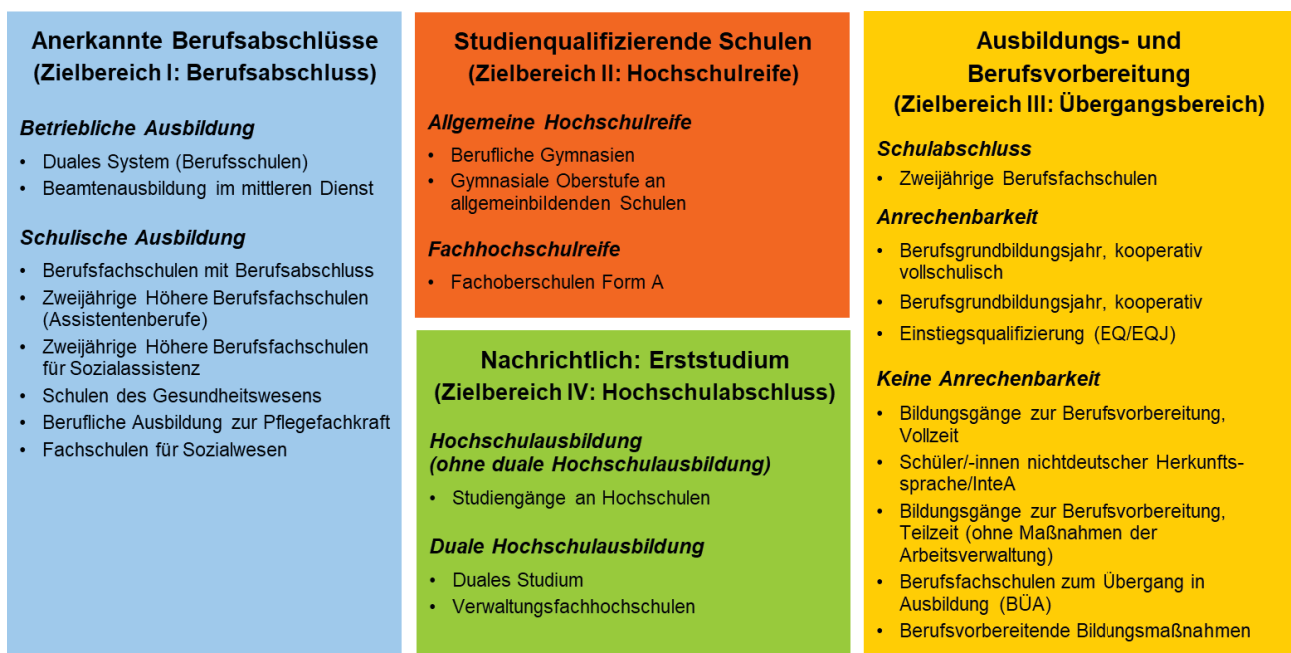 Anerkannte Berufsabschlüsse
(Zielbereich I: Berufsabschluss)
Betriebliche Ausbildung
• Duales System (Berufsschulen)
• Beamtenausbildung im mittleren Dienst
Schulische Ausbildung
• Berufsfachschulen mit Berufsabschluss
• Zweijährige Höhere Berufsfachschulen
(Assistentenberufe)
• Zweijährige Höhere Berufsfachschulen
für Sozialassistenz
• Schulen des Gesundheitswesens
• Berufliche Ausbildung zur Pflegefachkraft
• Fachschulen für Sozialwesen
Studienqualifizierende Schulen
(Zielbereich II: Hochschulreife)
Allgemeine Hochschulreife
• Berufliche Gymnasien
• Gymnasiale Oberstufe an
allgemeinbildenden Schulen
Fachhochschulreife
• Fachoberschulen Form A
Nachrichtlich: Erststudium
(Zielbereich IV: Hochschulabschluss)
Hochschulausbildung
(ohne duale Hochschulausbildung)
• Studiengänge an Hochschulen
Duale Hochschulausbildung
• Duales Studium
• Verwaltungsfachhochschulen
Ausbildungs- und
Berufsvorbereitung
(Zielbereich III: Übergangsbereich)
Schulabschluss
• Zweijährige Berufsfachschulen
Anrechenbarkeit
• Berufsgrundbildungsjahr, kooperativ
vollschulisch
• Berufsgrundbildungsjahr, kooperativ
• Einstiegsqualifizierung (EQ/EQJ)
Keine Anrechenbarkeit
• Bildungsgänge zur Berufsvorbereitung,
Vollzeit
• Schüler/-innen nichtdeutscher Herkunfts-
sprache/InteA
• Bildungsgänge zur Berufsvorbereitung,
Teilzeit (ohne Maßnahmen der
Arbeitsverwaltung)
• Berufsfachschulen zum Übergang in
Ausbildung (BÜA)
• Berufsvorbereitende Bildungsmaßnahmen